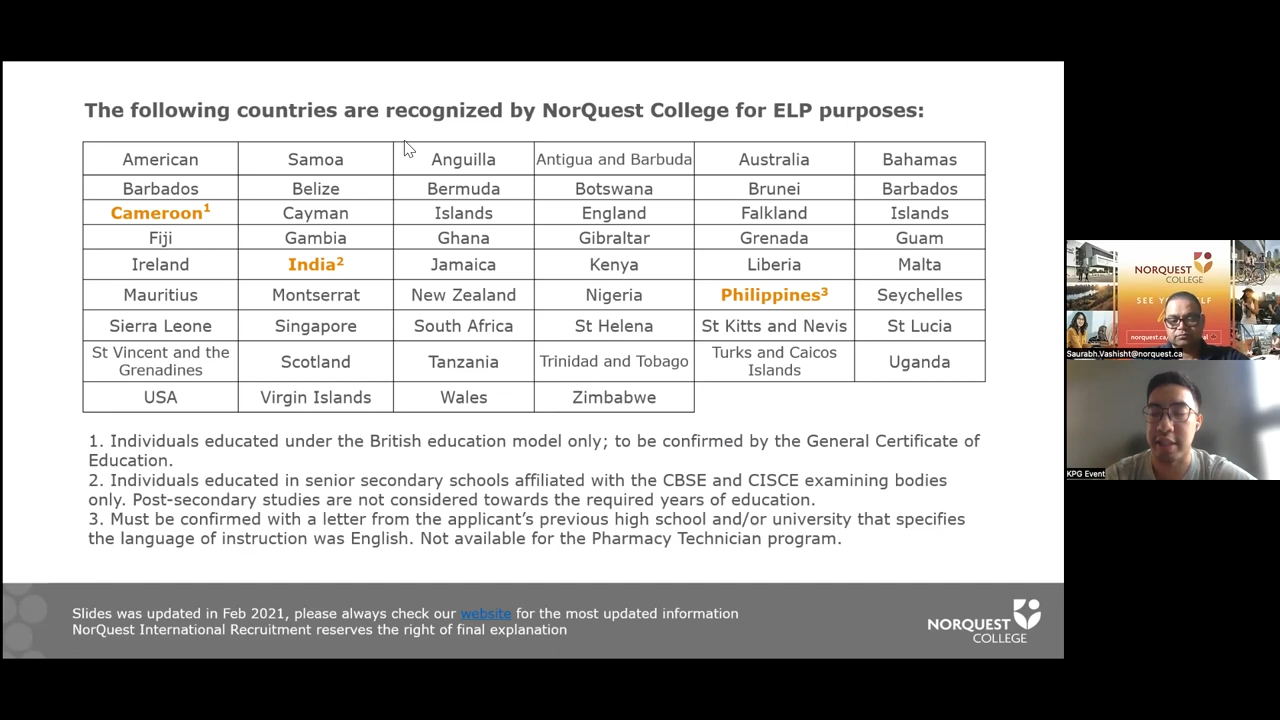 The following countries are recognized by NorQuest College for ELP purposes:
American Samoa Anguilla Antigua and Barbuda Australia Bahamas
Barbados Belize Bermuda Botswana Brunei Barbados
Cameroon¹ Cayman Islands England Falkland Islands
Fiji Gambia Ghana Gibraltar Grenada Guam
Ireland India² Jamaica Kenya Liberia Malta
Mauritius Montserrat New Zealand Nigeria Philippines³ Seychelles
Sierra Leone Singapore South Africa St Helena St Kitts and Nevis St Lucia
St Vincent and the
Grenadines
Scotland Tanzania Trinidad and Tobago
Turks and Caicos
Islands
Uganda
USA Virgin Islands Wales Zimbabwe
1. Individuals educated under the British education model only; to be confirmed by the General Certificate of
Education.
2. Individuals educated in senior secondary schools affiliated with the CBSE and CISCE examining bodies
only. Post-secondary studies are not considered towards the required years of education.
3. Must be confirmed with a letter from the applicant's previous high school and/or university that specifies
the language of instruction was English. Not available for the Pharmacy Technician program.
Slides was updated in Feb 2021, please always check our website for the most updated information
NorQuest International Recruitment reserves the right of final explanation
NORQUEST
COLLEGE
NORQUEST
COLLEGE
Saurabh.Vashisht@norquest.ca
KPG Event